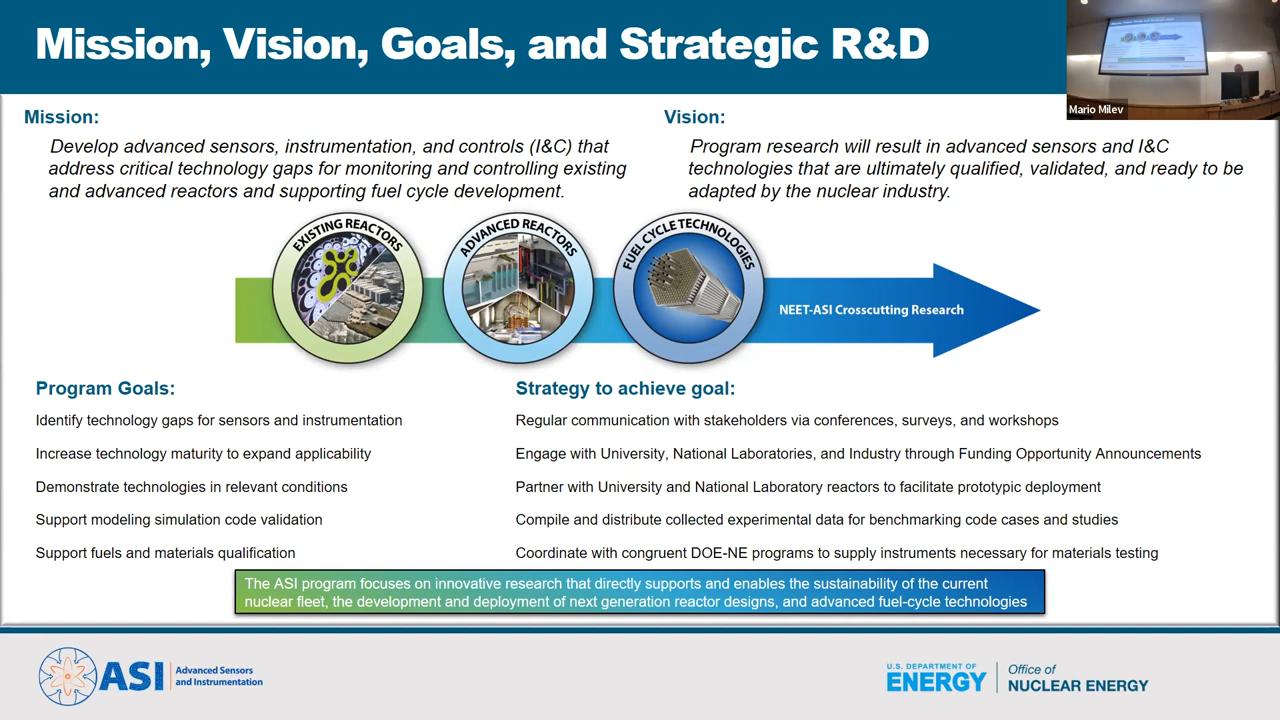 Mission, Vision, Goals, and Strategic R&D
Mario Milev
Mission:
Develop advanced sensors, instrumentation, and controls (I&C) that
address critical technology gaps for monitoring and controlling existing
and advanced reactors and supporting fuel cycle development.
Vision:
Program research will result in advanced sensors and I&C
technologies that are ultimately qualified, validated, and ready to be
adapted by the nuclear industry.
EXISTING REACTORS
ADVANCED REACTORS
FUEL CYCLE TECHNOLOGIES
NEET-ASI Crosscutting Research
Program Goals:
Identify technology gaps for sensors and instrumentation
Increase technology maturity to expand applicability
Demonstrate technologies in relevant conditions
Support modeling simulation code validation
Support fuels and materials qualification
Strategy to achieve goal:
Regular communication with stakeholders via conferences, surveys, and workshops
Engage with University, National Laboratories, and Industry through Funding Opportunity Announcements
Partner with University and National Laboratory reactors to facilitate prototypic deployment
Compile and distribute collected experimental data for benchmarking code cases and studies
Coordinate with congruent DOE-NE programs to supply instruments necessary for materials testing
The ASI program focuses on innovative research that directly supports and enables the sustainability of the current
nuclear fleet, the development and deployment of next generation reactor designs, and advanced fuel-cycle technologies
ASI
Advanced Sensors
and Instrumentation
U.S. DEPARTMENT OF
ENERGY
Office of
NUCLEAR ENERGY